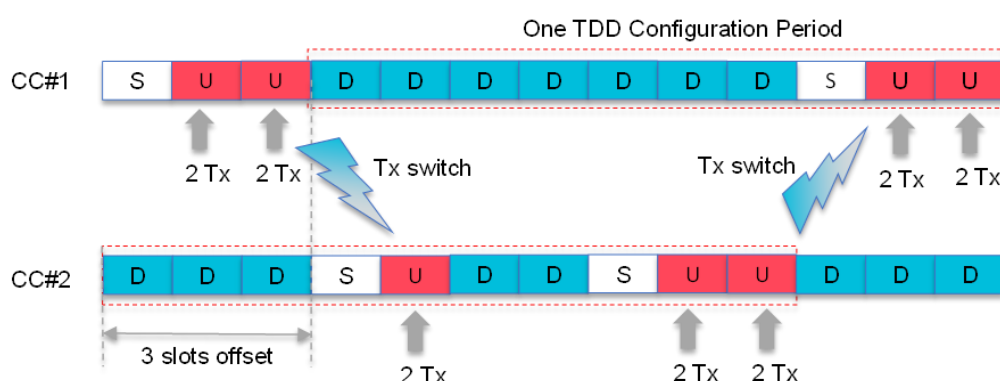 One TDD Configuration Period
CC#1 S U U D D D D D D D S U U
2 Tx 2 Tx Tx switch Tx switch 2 Tx 2 Tx
CC#2 D D D S U D D S U U D D D
3 slots offset 2 Tx 2 Tx 2 Tx